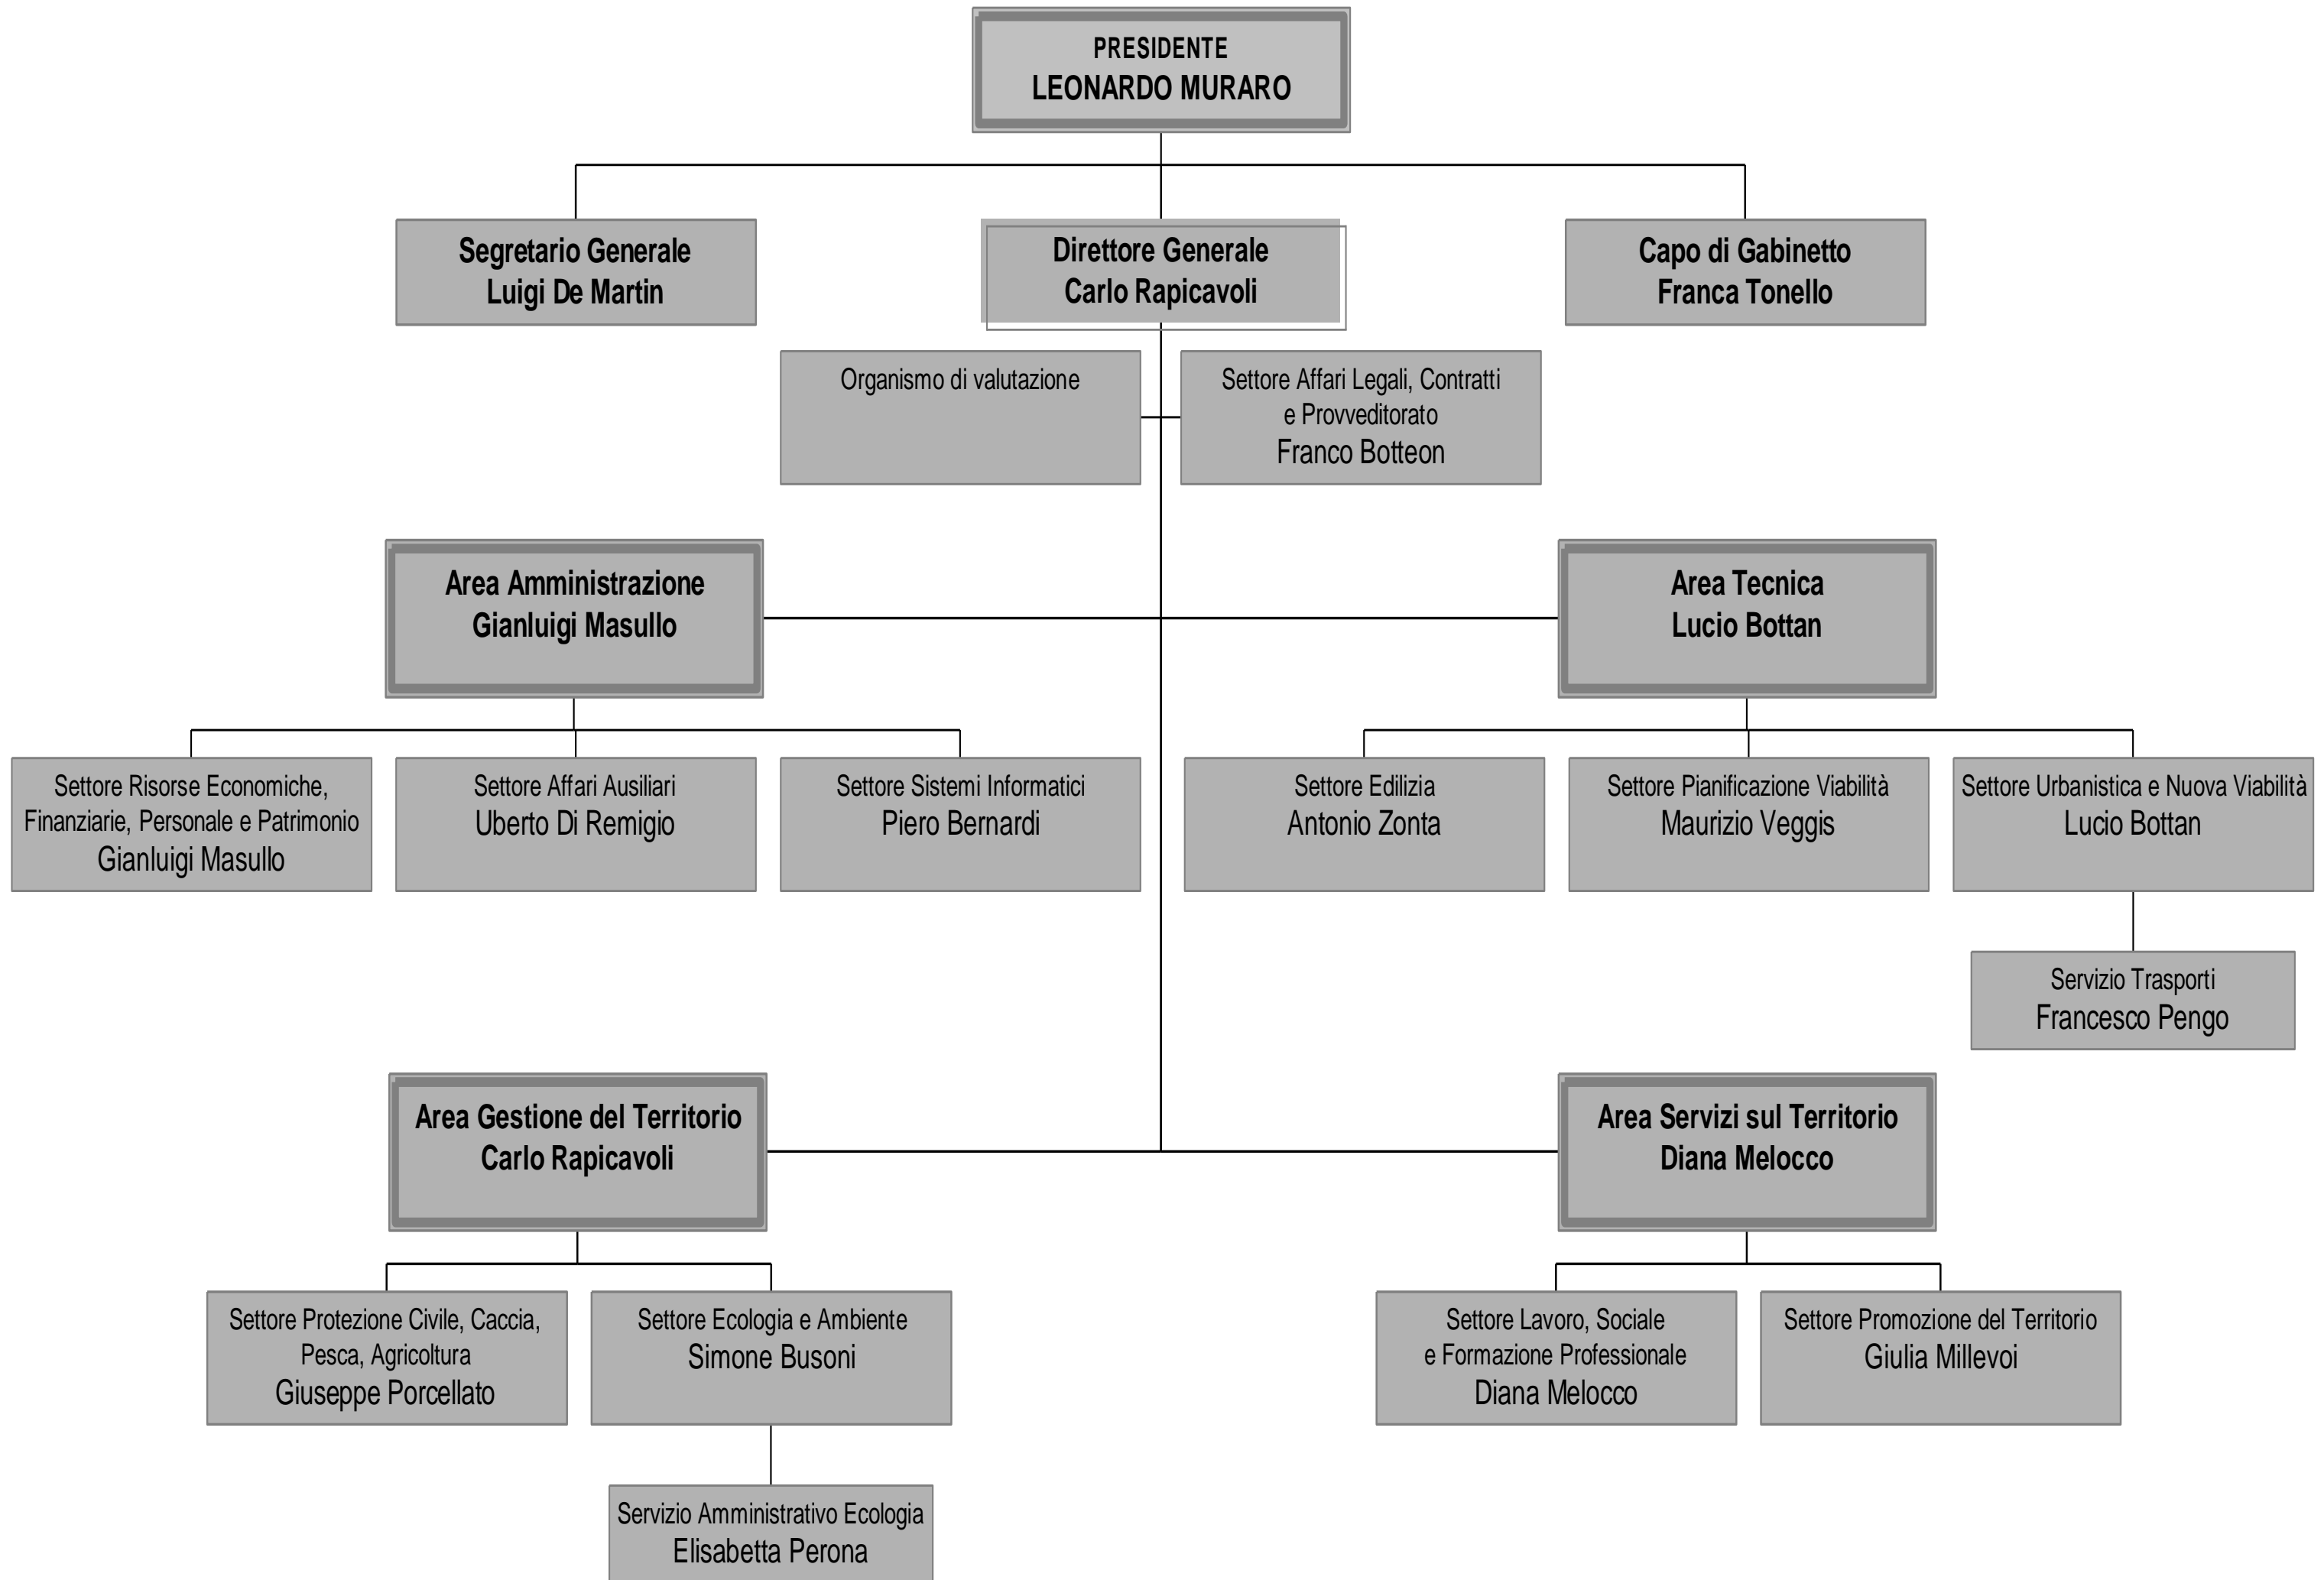 PRESIDENTE
LEONARDO MURARO
Segretario Generale
Luigi De Martin
Direttore Generale
Carlo Rapicavoli
Capo di Gabinetto
Franca Tonello
Organismo di valutazione
Settore Affari Legali, Contratti
e Provveditorato
Franco Botteon
Area Amministrazione
Gianluigi Masullo
Area Tecnica
Lucio Bottan
Settore Risorse Economiche,
Finanziarie, Personale e Patrimonio
Gianluigi Masullo
Settore Affari Ausiliari
Uberto Di Remigio
Settore Sistemi Informatici
Piero Bernardi
Settore Edilizia
Antonio Zonta
Settore Pianificazione Viabilità
Maurizio Veggis
Settore Urbanistica e Nuova Viabilità
Lucio Bottan
Servizio Trasporti
Francesco Pengo
Area Gestione del Territorio
Carlo Rapicavoli
Area Servizi sul Territorio
Diana Melocco
Settore Protezione Civile, Caccia,
Pesca, Agricoltura
Giuseppe Porcellato
Settore Ecologia e Ambiente
Simone Busoni
Settore Lavoro, Sociale
e Formazione Professionale
Diana Melocco
Settore Promozione del Territorio
Giulia Millevoi
Servizio Amministrativo Ecologia
Elisabetta Perona